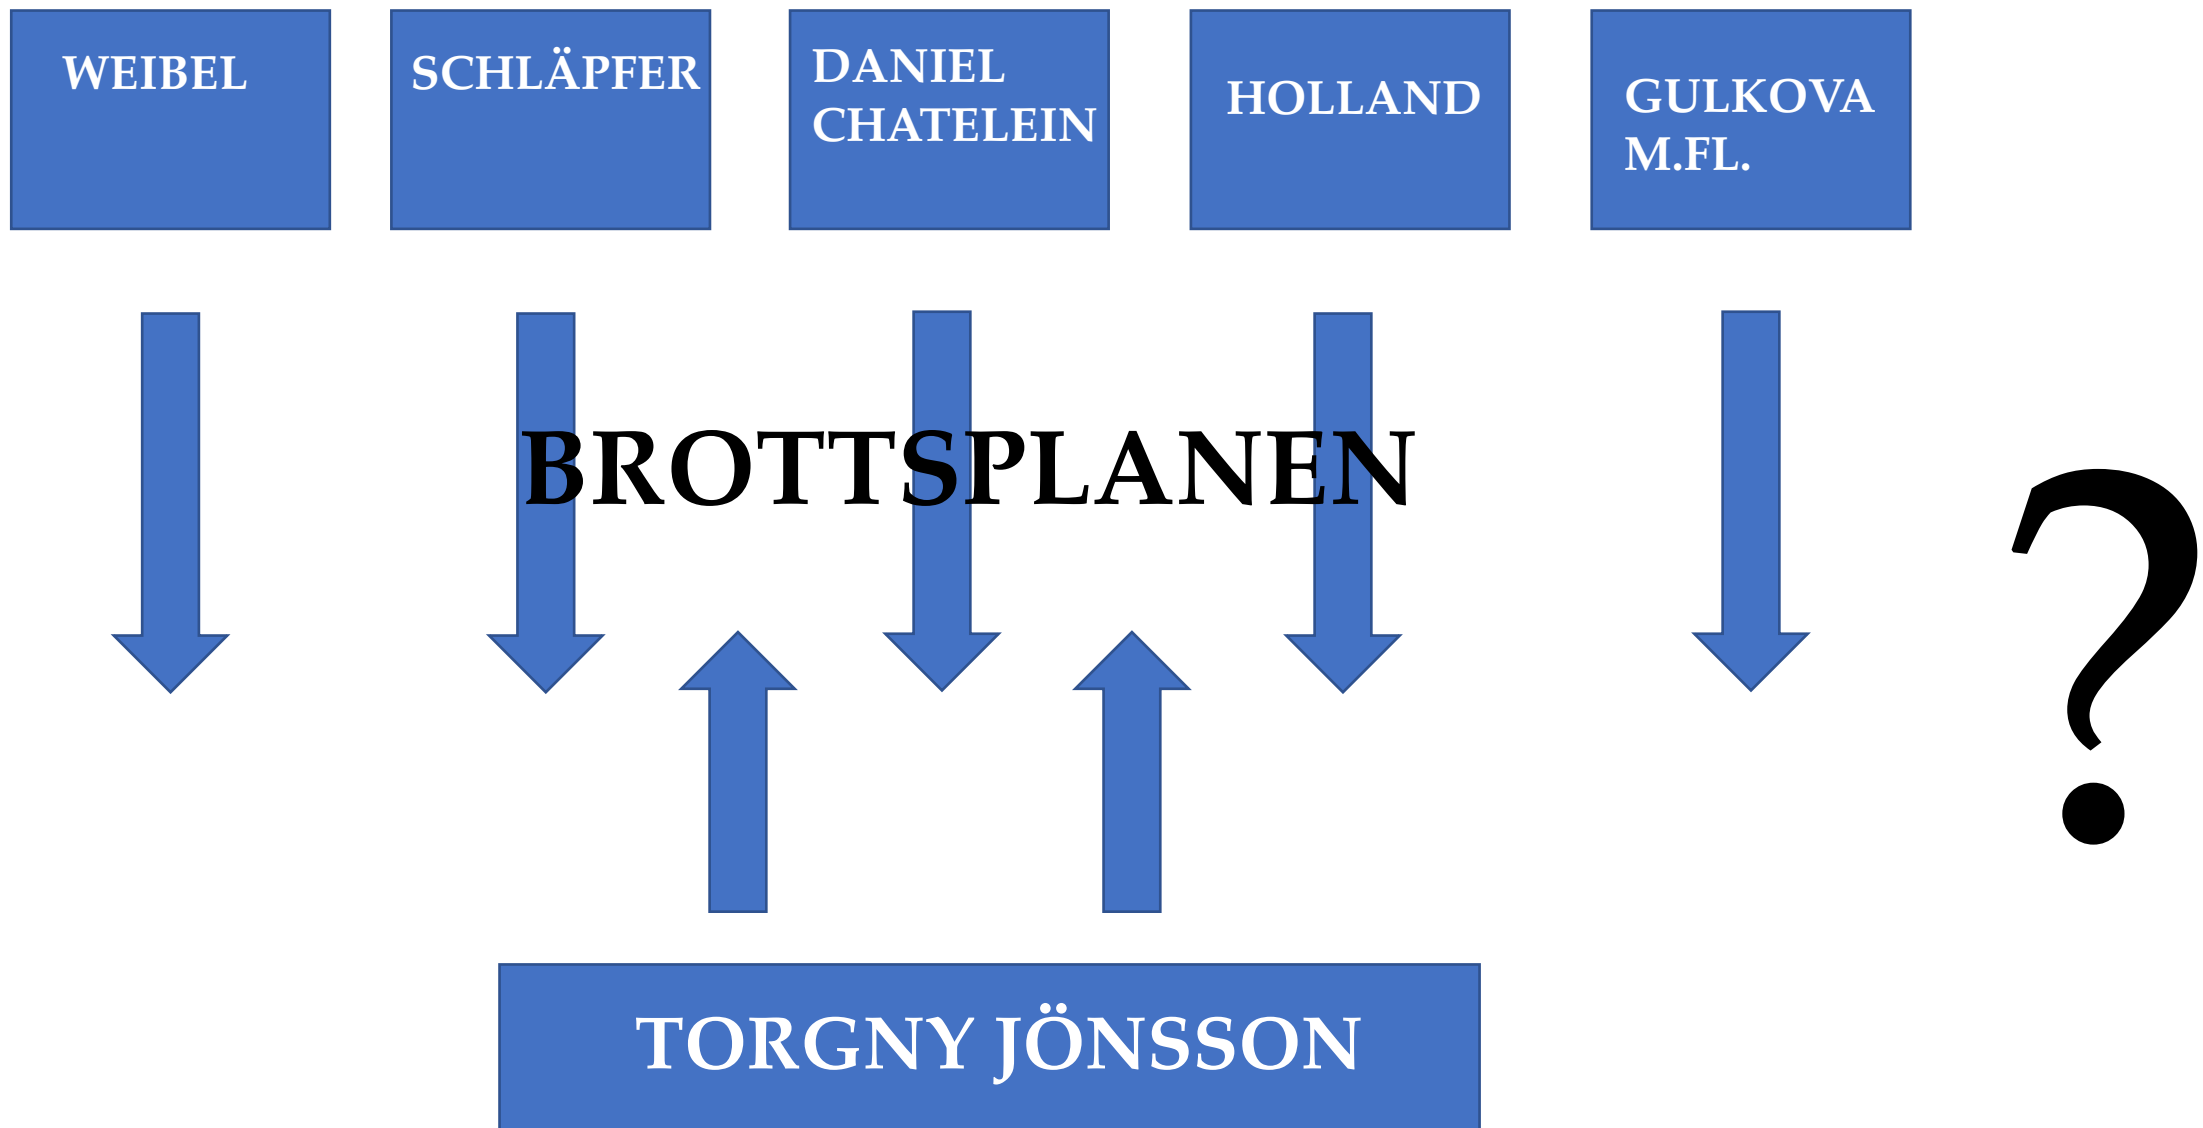 WEIBEL
SCHLÄPFER
DANIEL
CHATELEIN
HOLLAND
GULKOVA
M.FL.
BROTTSPLANEN
?
TORGNY JÖNSSON